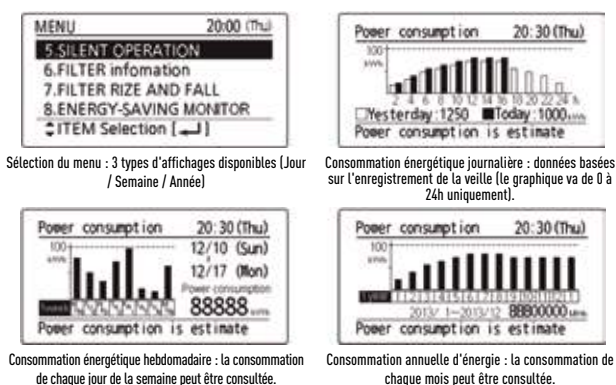 MENU 20:00 (Thu)
5.SILENT OPERATION
6.FILTER infomation
7.FILTER RIZE AND FALL
8.ENERGY-SAVING MONITOR
ITEM Selection [ ]
Sélection du menu : 3 types d'affichages disponibles (Jour
/ Semaine / Année)
Power consumption 20:30(Thu)
100
2 4 6 8 10 12 14 16 18 20 22 24 h
Yesterday:1250 Today:1000
Power consumption is estimate
Consommation énergétique journalière : données basées
sur l'enregistrement de la veille (le graphique va de 0 à
24h uniquement).
Power consumption 20:30(Thu)
100
12/10 (Sun)
12/17 (Mon)
Power consumption
88888
Power consumption is estimate
Consommation énergétique hebdomadaire : la consommation
de chaque jour de la semaine peut être consultée.
Power consumption 20:30(Thu)
100
2013/ 1~2013/12
Power consumption is estimate
Consommation annuelle d'énergie : la consommation de
chaque mois peut être consultée.